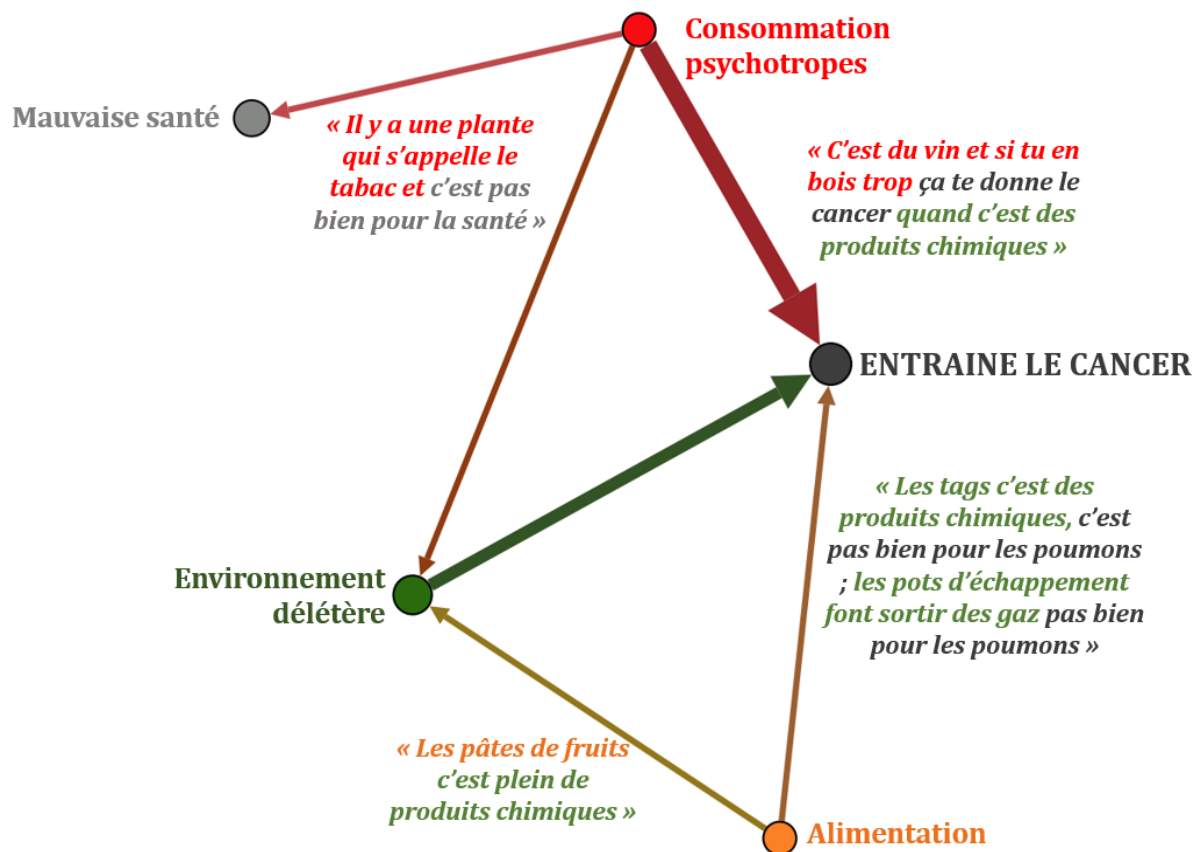 Consommation
psychotropes
Mauvaise santé
« Il y a une plante
qui s’appelle le
tabac et c’est pas
bien pour la santé »
« C’est du vin et si tu en
bois trop ça te donne le
cancer quand c’est des
produits chimiques »
ENTRAINE LE CANCER
« Les tags c’est des
produits chimiques, c’est
pas bien pour les poumons
; les pots d’échappement
font sortir des gaz pas bien
pour les poumons »
Environnement
délétère
« Les pâtes de fruits
c’est plein de
produits chimiques »
Alimentation